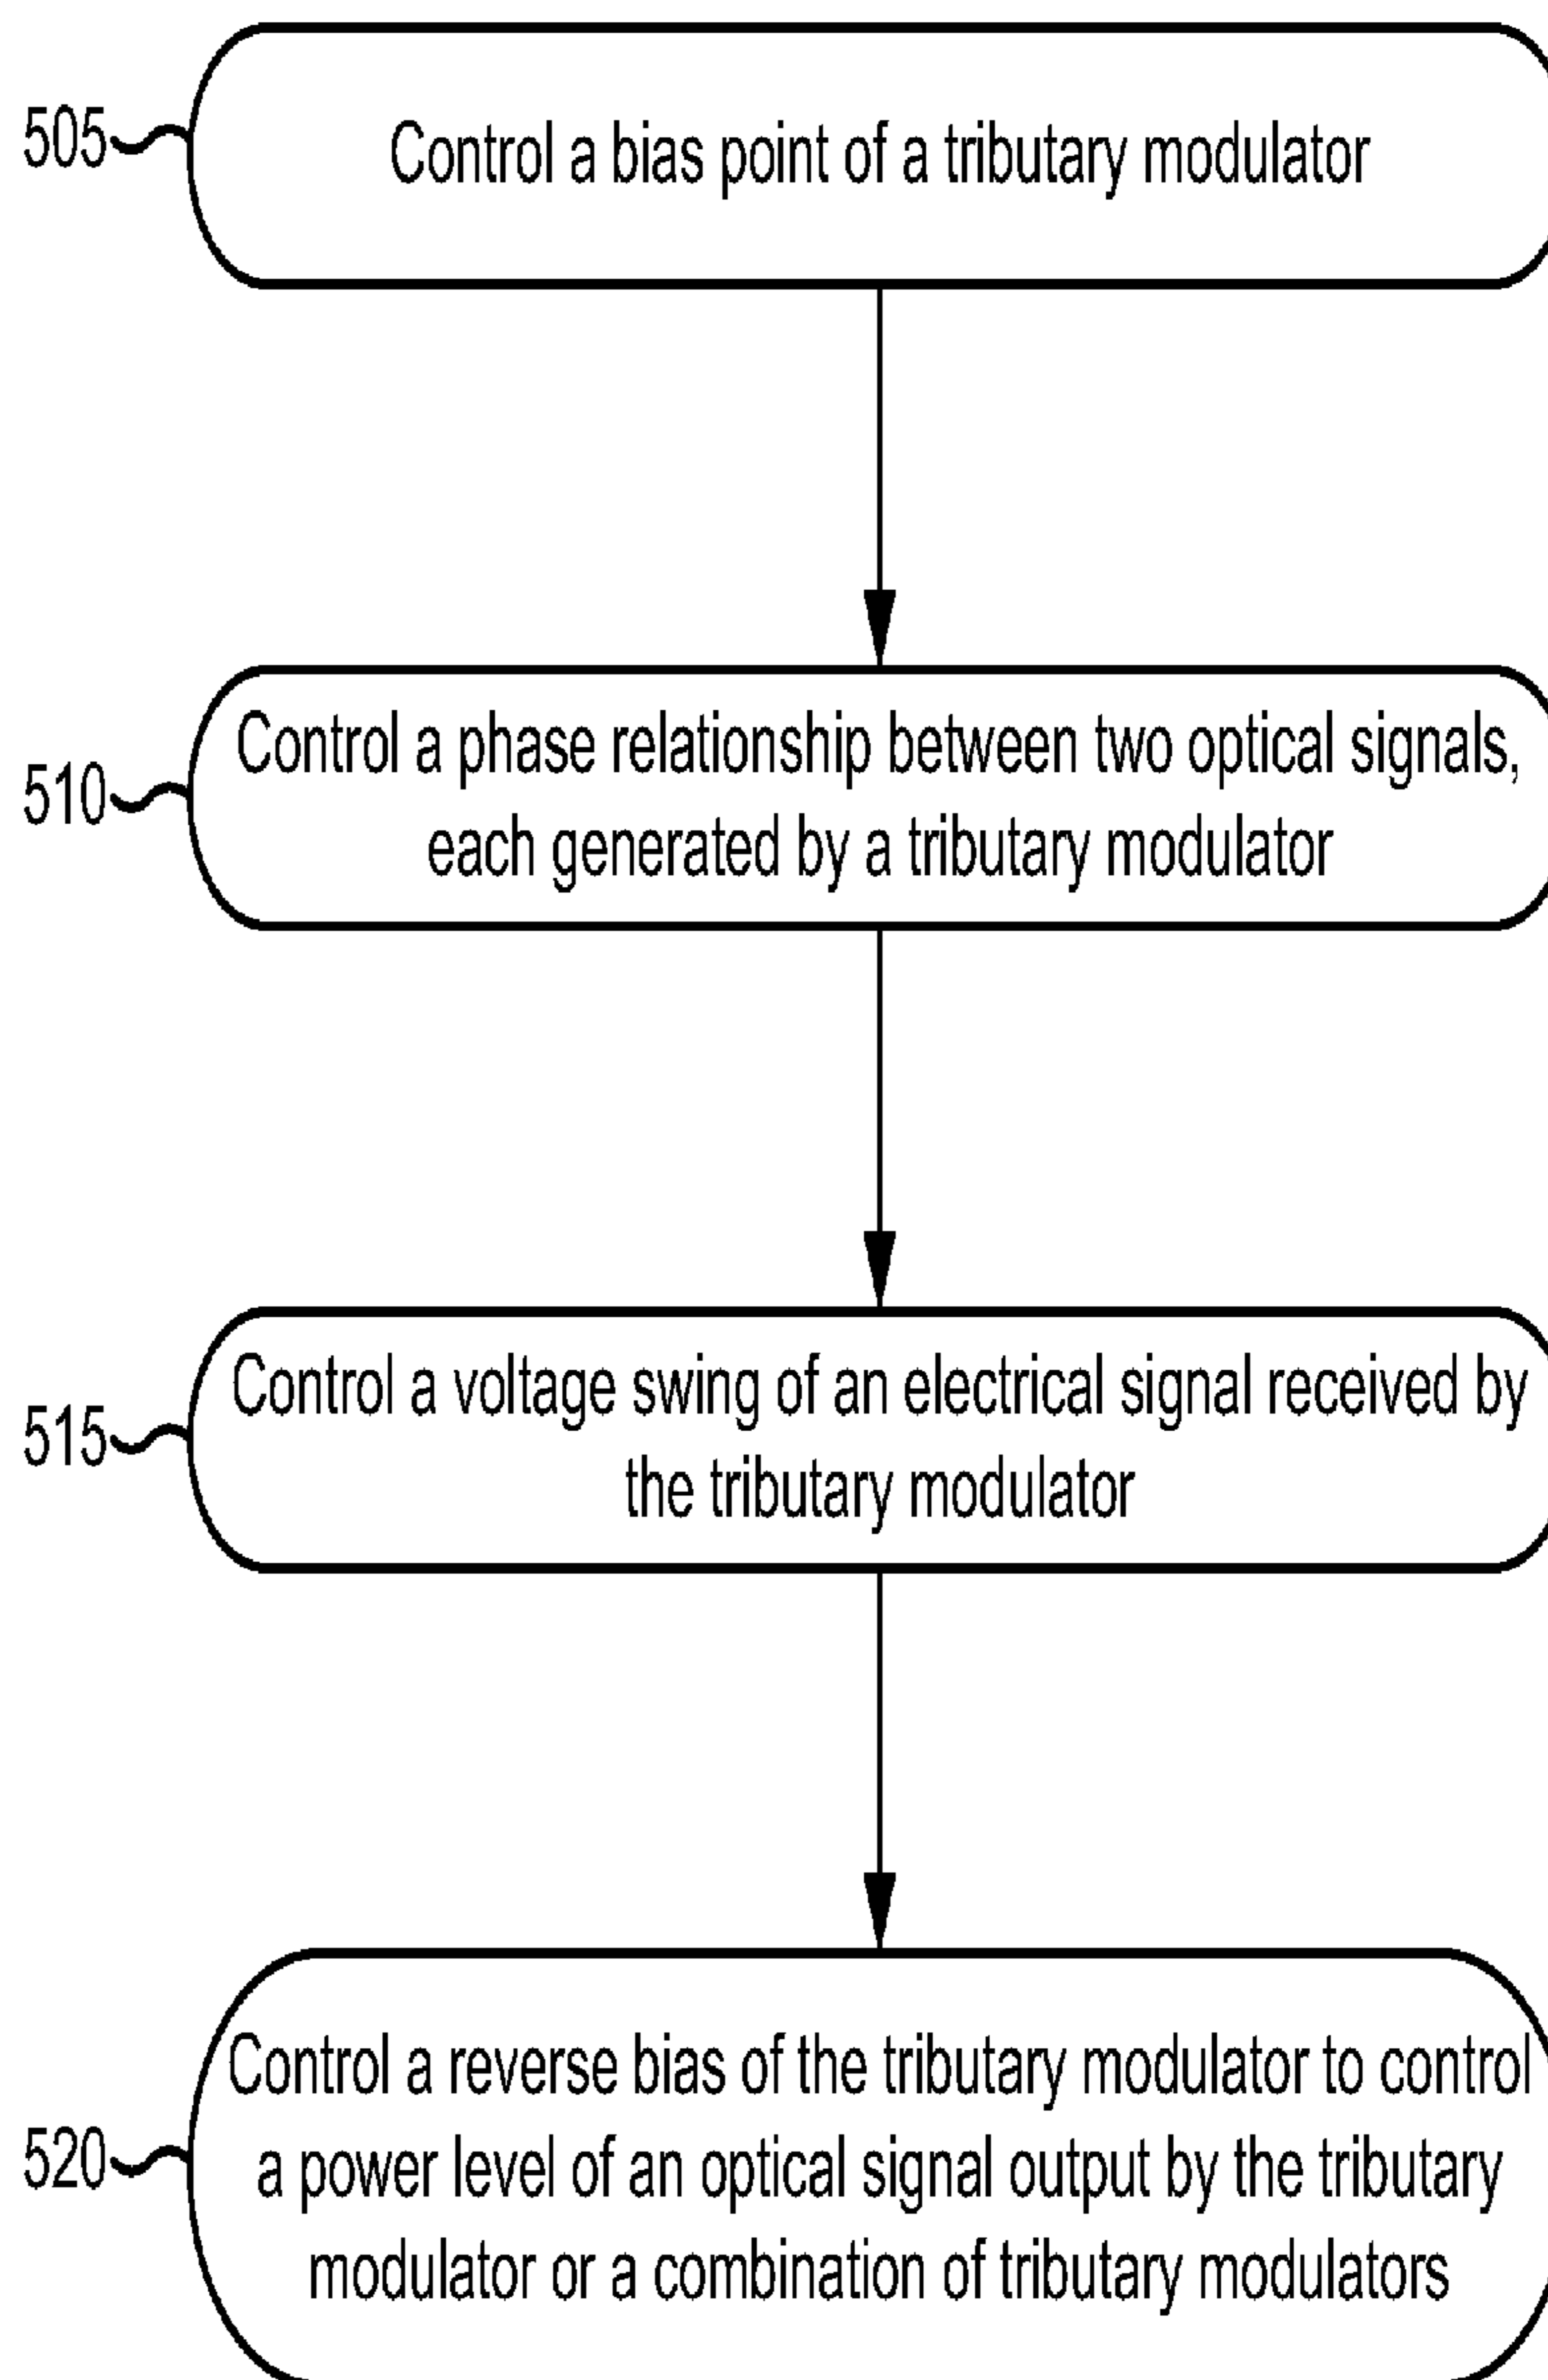 505
Control a bias point of a tributary modulator
510
Control a phase relationship between two optical signals,
each generated by a tributary modulator
515
Control a voltage swing of an electrical signal received by
the tributary modulator
520
Control a reverse bias of the tributary modulator to control
a power level of an optical signal output by the tributary
modulator or a combination of tributary modulators